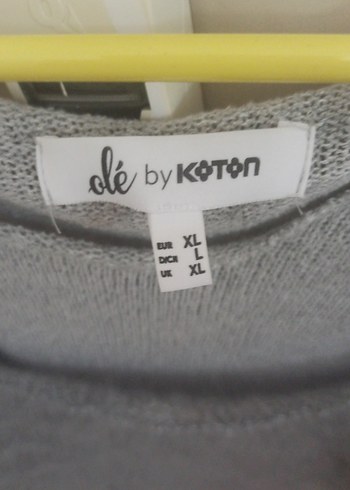 olé by KOTON
EUR XL
D/CH L
UK XL